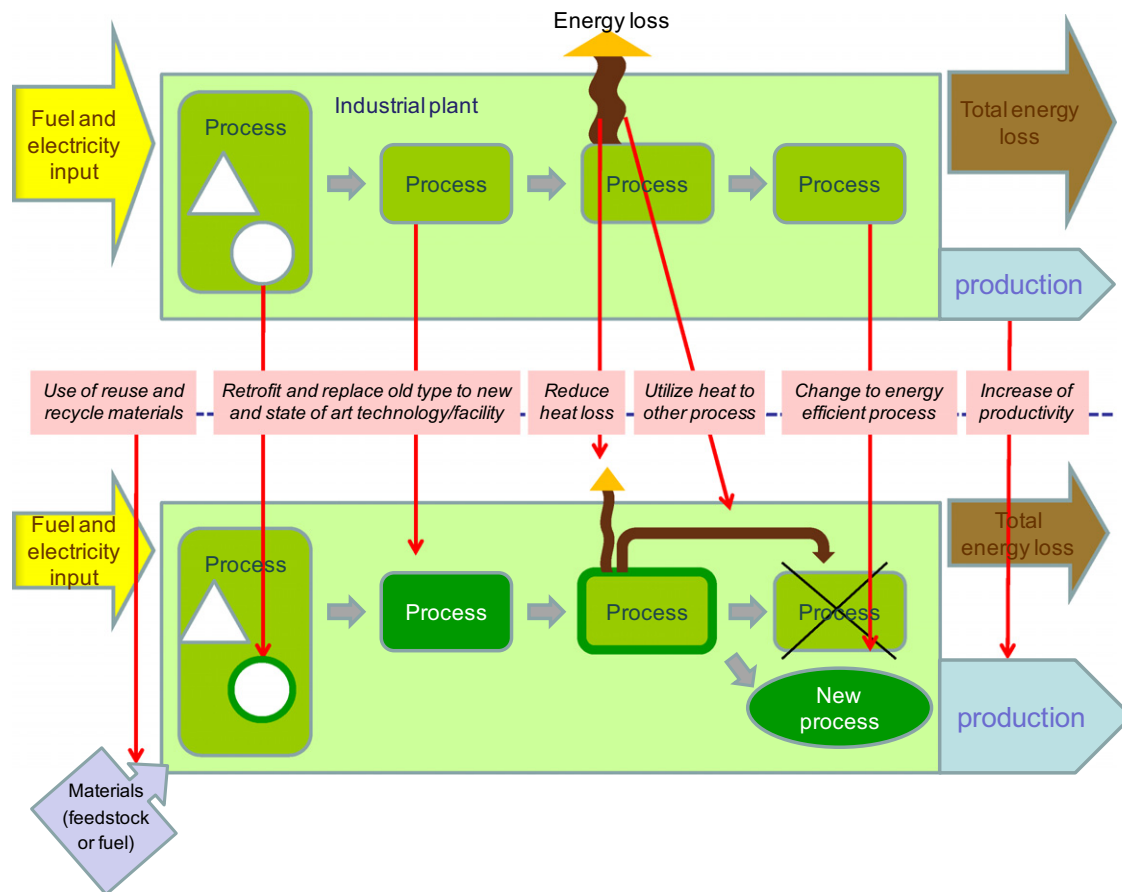 Energy loss
Fuel and
electricity
input
Process
Industrial plant
Process
Process
Process
Total energy
loss
production
Use of reuse and
recycle materials
Retrofit and replace old type to new
and state of art technology/facility
Reduce
heat loss
Utilize heat to
other process
Change to energy
efficient process
Increase of
productivity
Fuel and
electricity
input
Process
Process
Process
Process
New
process
Total
energy loss
production
Materials
(feedstock
or fuel)